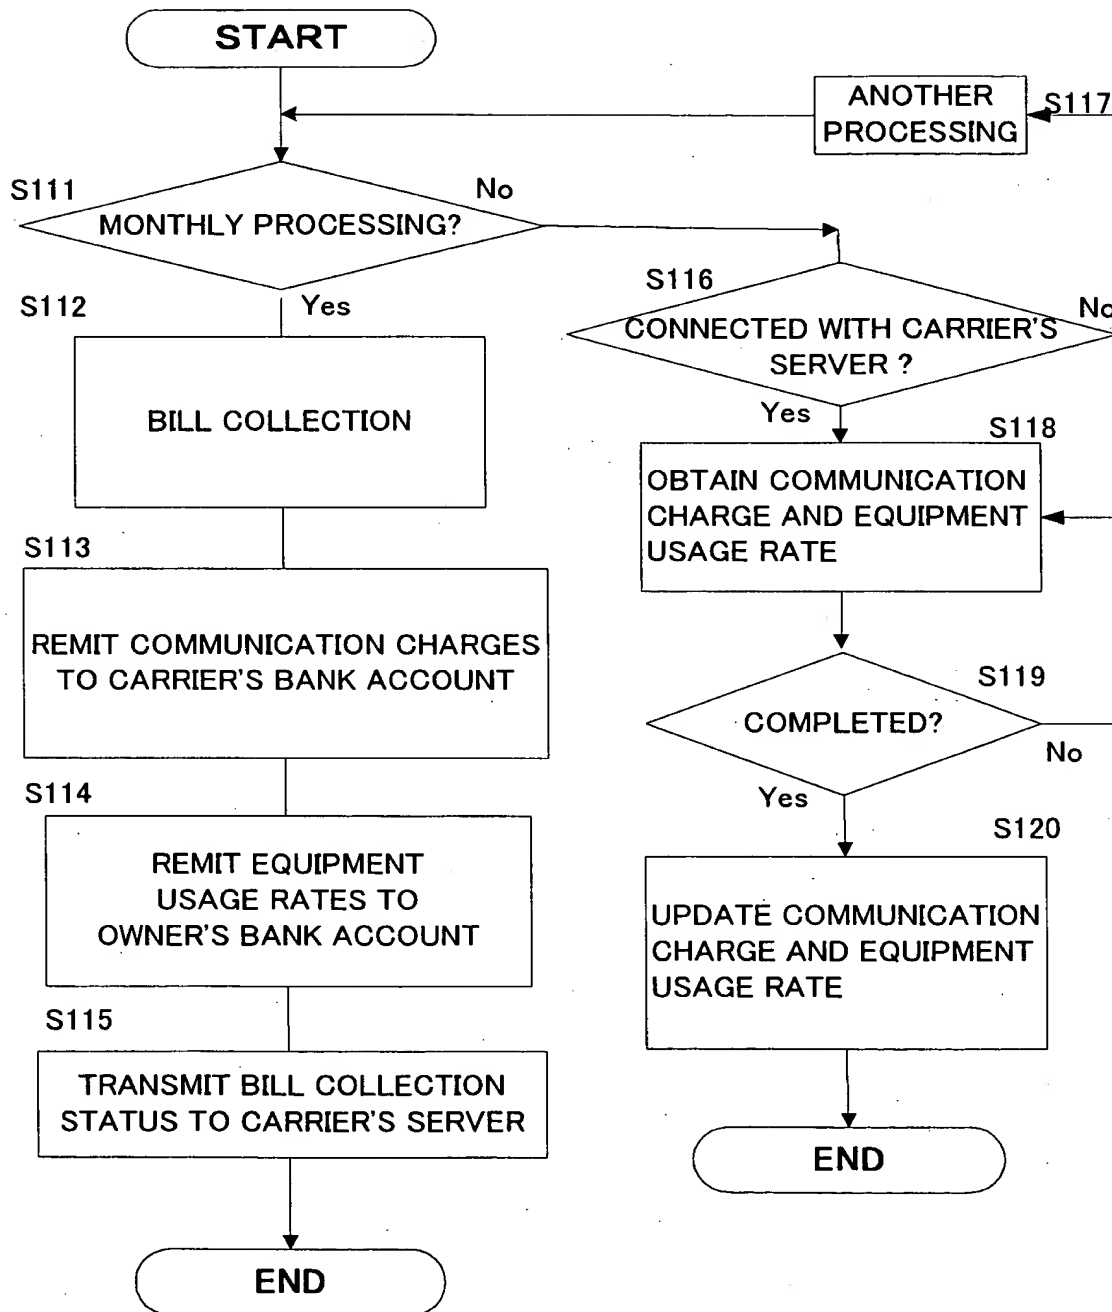 START
ANOTHER
PROCESSING
S117
S111
MONTHLY PROCESSING?
No
S112
Yes
BILL COLLECTION
S113
REMIT COMMUNICATION CHARGES
TO CARRIER'S BANK ACCOUNT
S114
REMIT EQUIPMENT
USAGE RATES TO
OWNER'S BANK ACCOUNT
S115
TRANSMIT BILL COLLECTION
STATUS TO CARRIER'S SERVER
END
S116
CONNECTED WITH CARRIER'S
SERVER ?
No
Yes
S118
OBTAIN COMMUNICATION
CHARGE AND EQUIPMENT
USAGE RATE
S119
COMPLETED?
No
Yes
S120
UPDATE COMMUNICATION
CHARGE AND EQUIPMENT
USAGE RATE
END